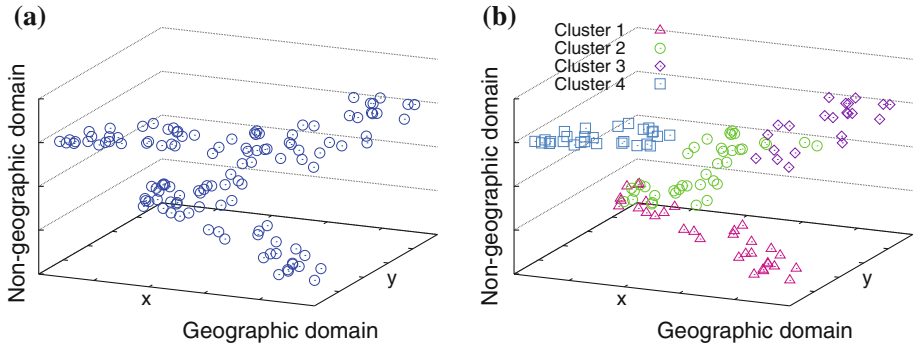 (a)
Non-geographic domain
x
y
Geographic domain
(b)
Cluster 1
Cluster 2
Cluster 3
Cluster 4
Non-geographic domain
x
y
Geographic domain